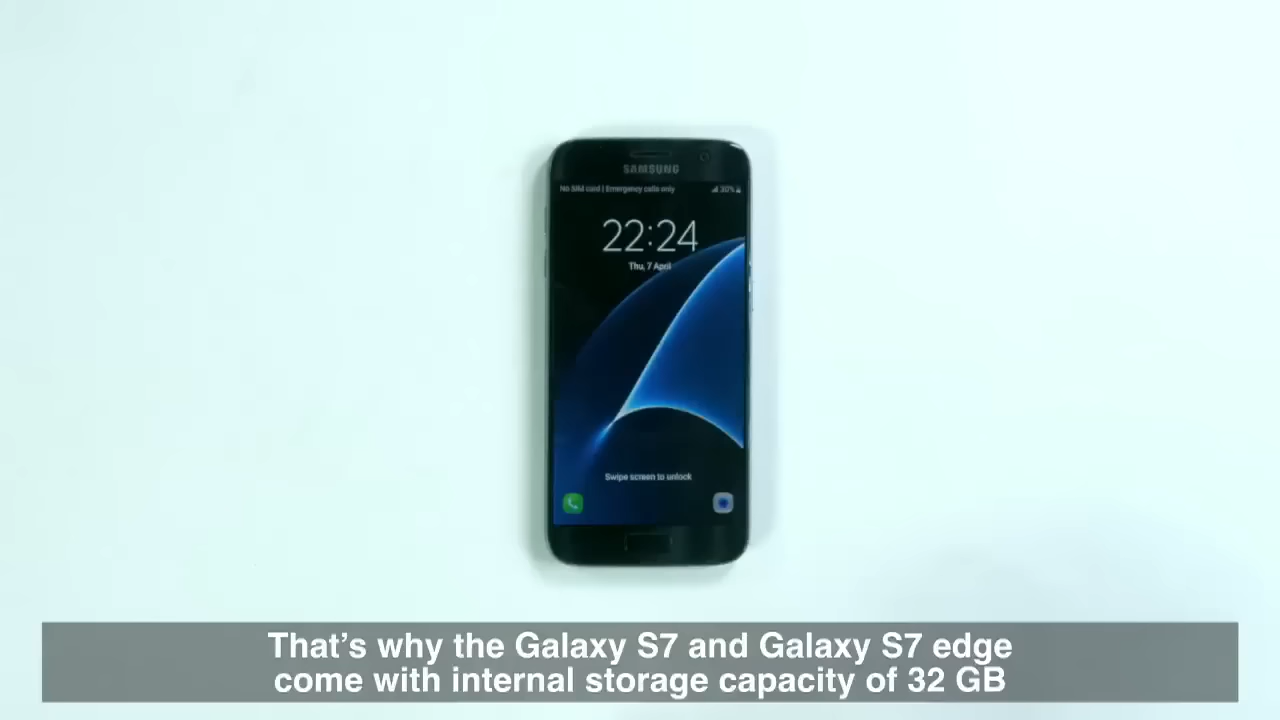 SAMSUNG
No SIM card | Emergency calls only 30%
22:24
Thu, 7 April
Swipe screen to unlock
That's why the Galaxy S7 and Galaxy S7 edge
come with internal storage capacity of 32 GB